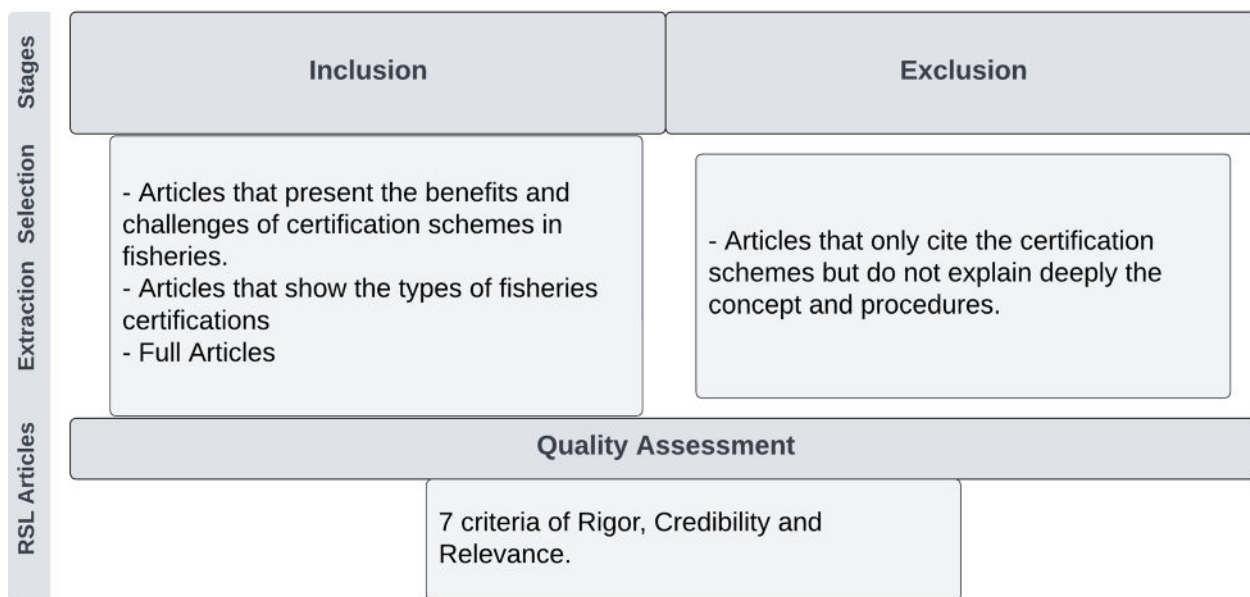 Stages
Inclusion
Exclusion
Selection
Extraction
- Articles that present the benefits and
challenges of certification schemes in
fisheries.
- Articles that show the types of fisheries
certifications
- Full Articles
- Articles that only cite the certification
schemes but do not explain deeply the
concept and procedures.
RSL Articles
Quality Assessment
7 criteria of Rigor, Credibility and
Relevance.